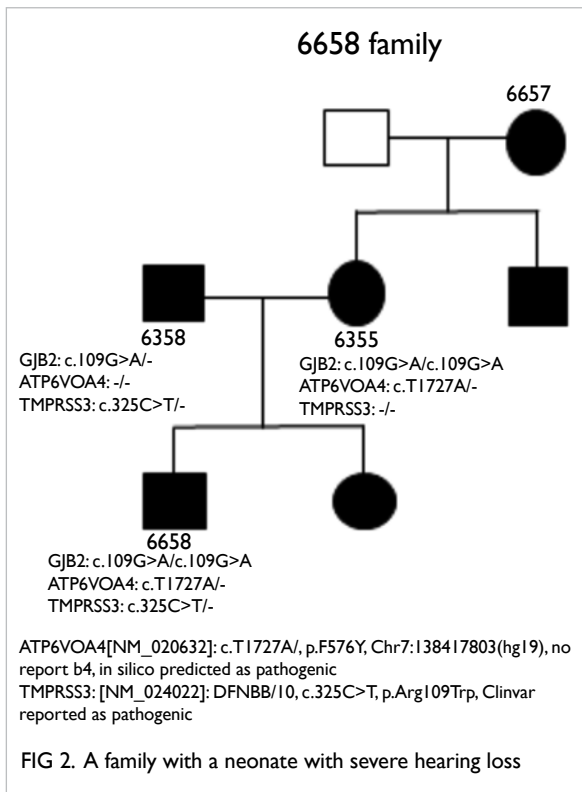 6658 family
6657
6358
GJB2: c.109G>A/-
ATP6VOA4: -/-
TMPRSS3: c.325C>T/-
6355
GJB2: c.109G>A/c.109G>A
ATP6VOA4: c.T1727A/-
TMPRSS3: -/-
6658
GJB2: c.109G>A/c.109G>A
ATP6VOA4: c.T1727A/-
TMPRSS3: c.325C>T/-
ATP6VOA4[NM_020632]: c.T1727A/, p.F576Y, Chr7:138417803(hg19), no
report b4, in silico predicted as pathogenic
TMPRSS3: [NM_024022]: DFNBB/10, c.325C>T, p.Arg109Trp, Clinvar
reported as pathogenic
FIG 2. A family with a neonate with severe hearing loss